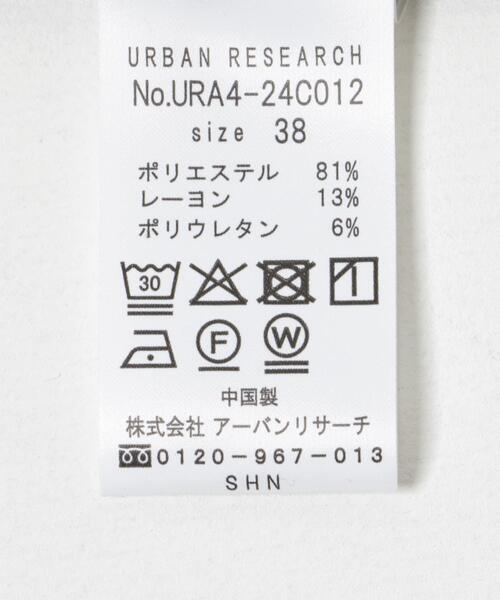 URBAN RESEARCH
No.URA4-24C012
size 38
ポリエステル 81%
レーヨン 13%
ポリウレタン 6%
30
F W
中国製
株式会社 アーバンリサーチ
0120-967-013
SHN